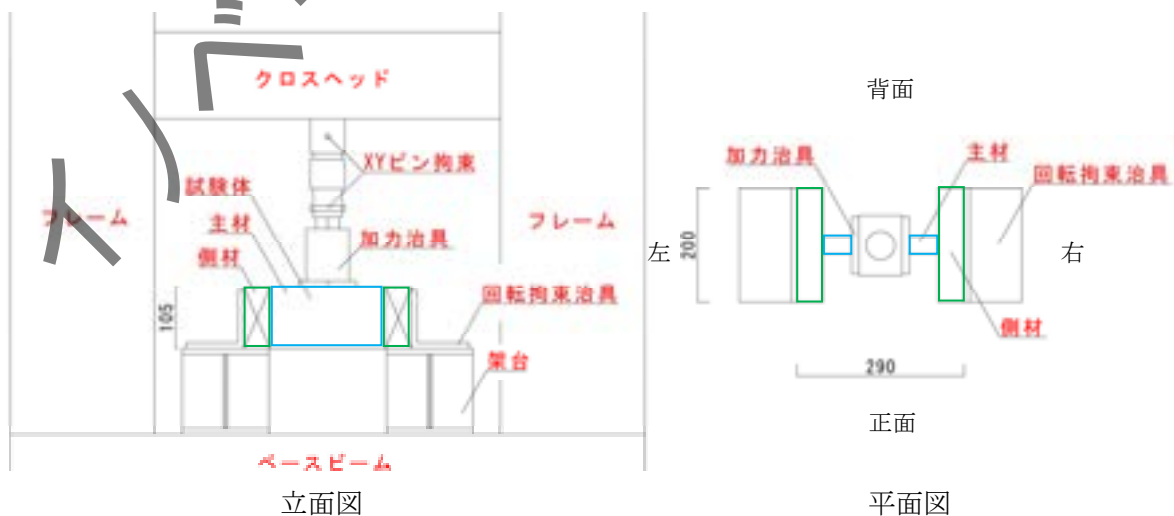 クロスヘッド
XYピン拘束
試験体
主材
側材
フレーム
加力治具
フレーム
105
回転拘束治具
架台
ベースビーム
立面図
背面
加力治具
主材
回転拘束治具
左
200
右
側材
290
正面
平面図